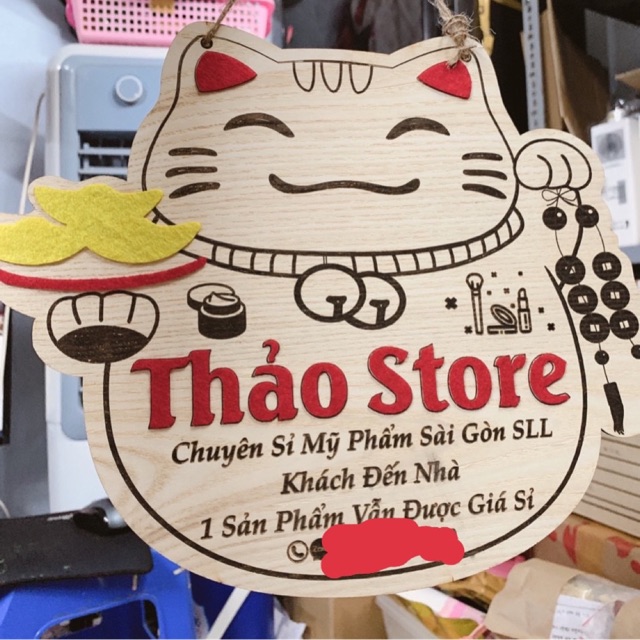 Thảo Store
Chuyên Sỉ Mỹ Phẩm Sài Gòn SLL
Khách Đến Nhà
1 Sản Phẩm Vẫn Được Giá Sỉ